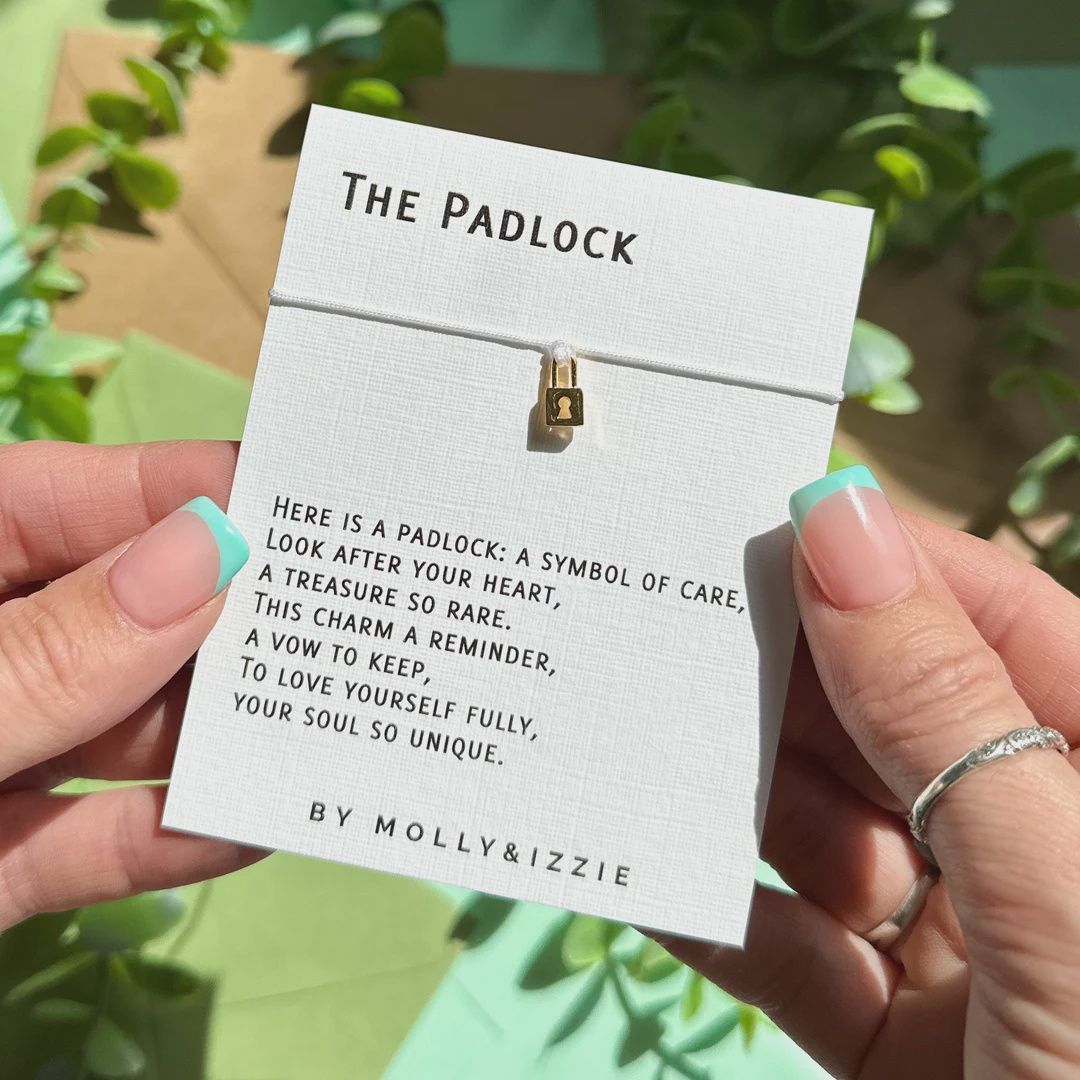 The Padlock
Here is a padlock: a symbol of care,
Look after your heart,
a treasure so rare.
This charm a reminder,
a vow to keep,
To love yourself fully,
your soul so unique.
BY MOLLY&IZZIE